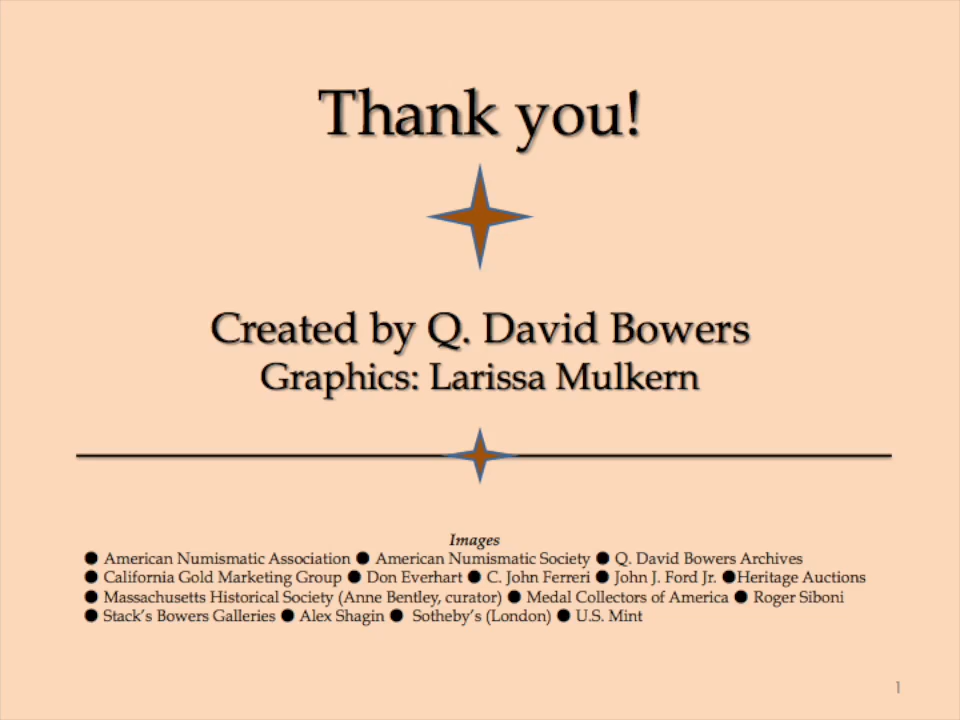 Thank you!
Created by Q. David Bowers
Graphics: Larissa Mulkern
Images
● American Numismatic Association ● American Numismatic Society ● Q. David Bowers Archives
● California Gold Marketing Group ● Don Everhart ● C. John Ferreri ● John J. Ford Jr. ●Heritage Auctions
● Massachusetts Historical Society (Anne Bentley, curator) ● Medal Collectors of America ● Roger Siboni
● Stack's Bowers Galleries ● Alex Shagin ● Sotheby's (London) ● U.S. Mint
1